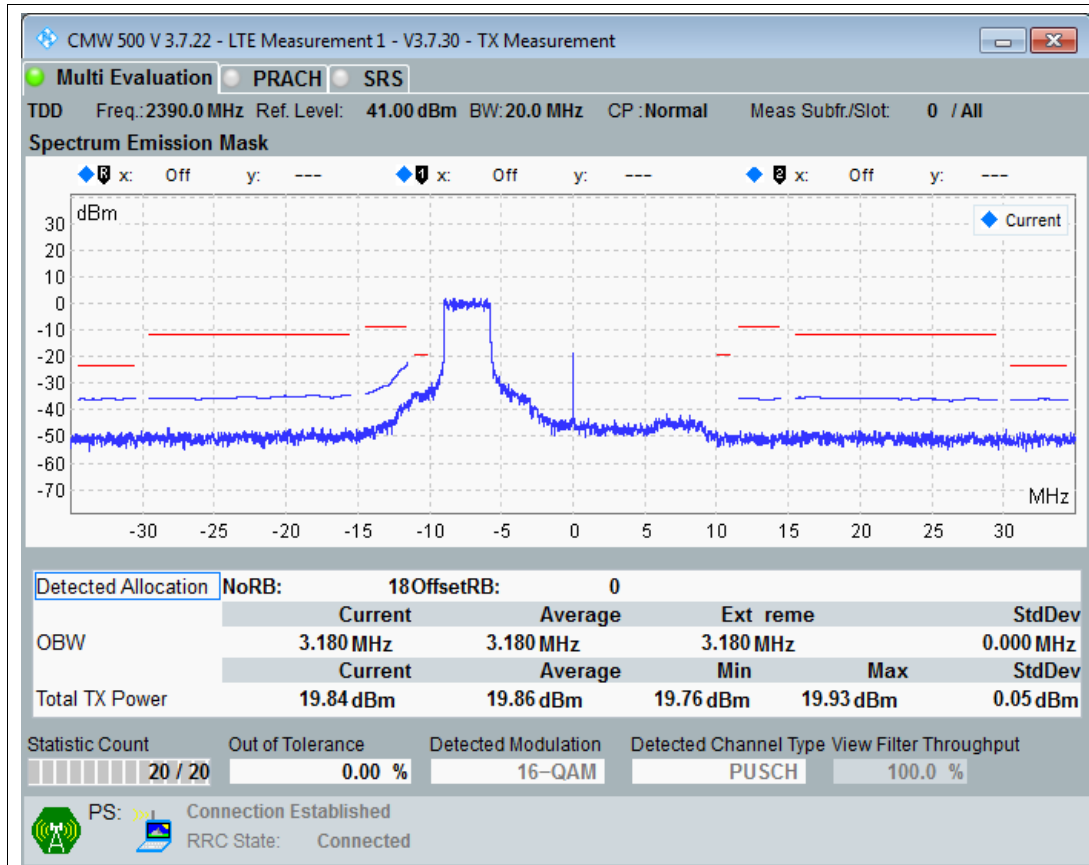 CMW 500 V 3.7.22 - LTE Measurement 1 - V3.7.30 - TX Measurement
Multi Evaluation PRACH SRS
TDD Freq.: 2390.0 MHz Ref. Level: 41.00 dBm BW: 20.0 MHz CP : Normal Meas Subfr./Slot: 0 / All
Spectrum Emission Mask
R x: Off y: --- 1 x: Off y: --- 2 x: Off y: ---
dBm
Current
30
20
10
0
-10
-20
-30
-40
-50
-60
-70
MHz
-30 -25 -20 -15 -10 -5 0 5 10 15 20 25 30
Detected Allocation NoRB: 18 OffsetRB: 0
Current Average Ext reme StdDev
OBW 3.180 MHz 3.180 MHz 3.180 MHz 0.000 MHz
Current Average Min Max StdDev
Total TX Power 19.84 dBm 19.86 dBm 19.76 dBm 19.93 dBm 0.05 dBm
Statistic Count Out of Tolerance Detected Modulation Detected Channel Type View Filter Throughput
20 / 20 0.00 % 16-QAM PUSCH 100.0 %
PS: Connection Established
RRC State: Connected